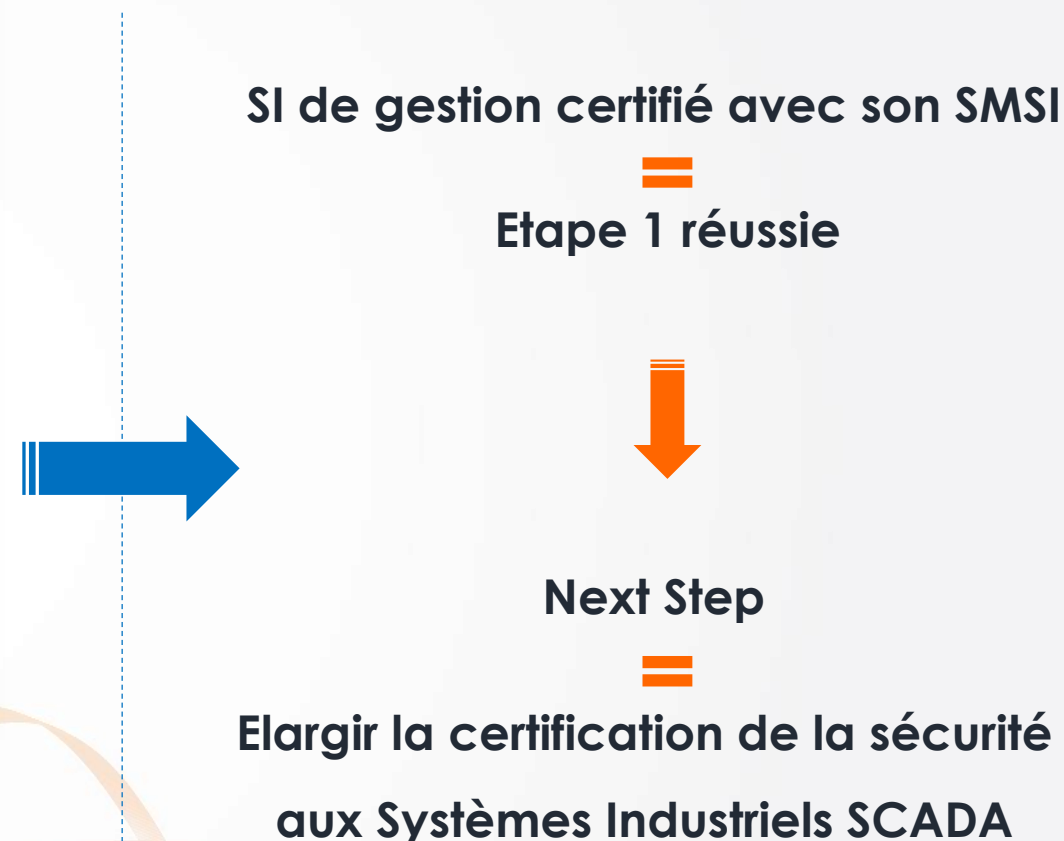 SI de gestion certifié avec son SMSI
=
Etape 1 réussie
Next Step
=
Elargir la certification de la sécurité
aux Systèmes Industriels SCADA